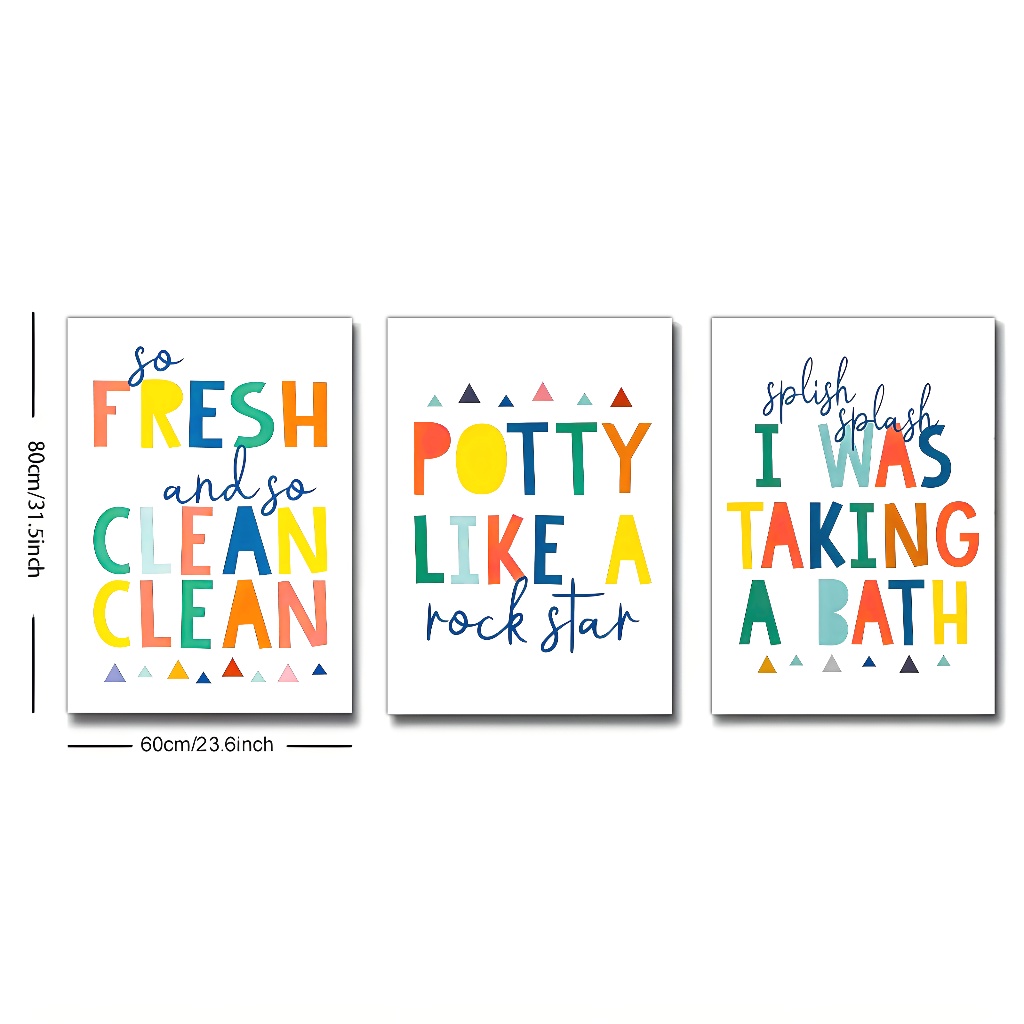 80cm/31.5inch
so
FRESH
and so
CLEAN
CLEAN
60cm/23.6inch
POTTY
LIKE A
rock star
splish
splash
I WAS
TAKING
A BATH